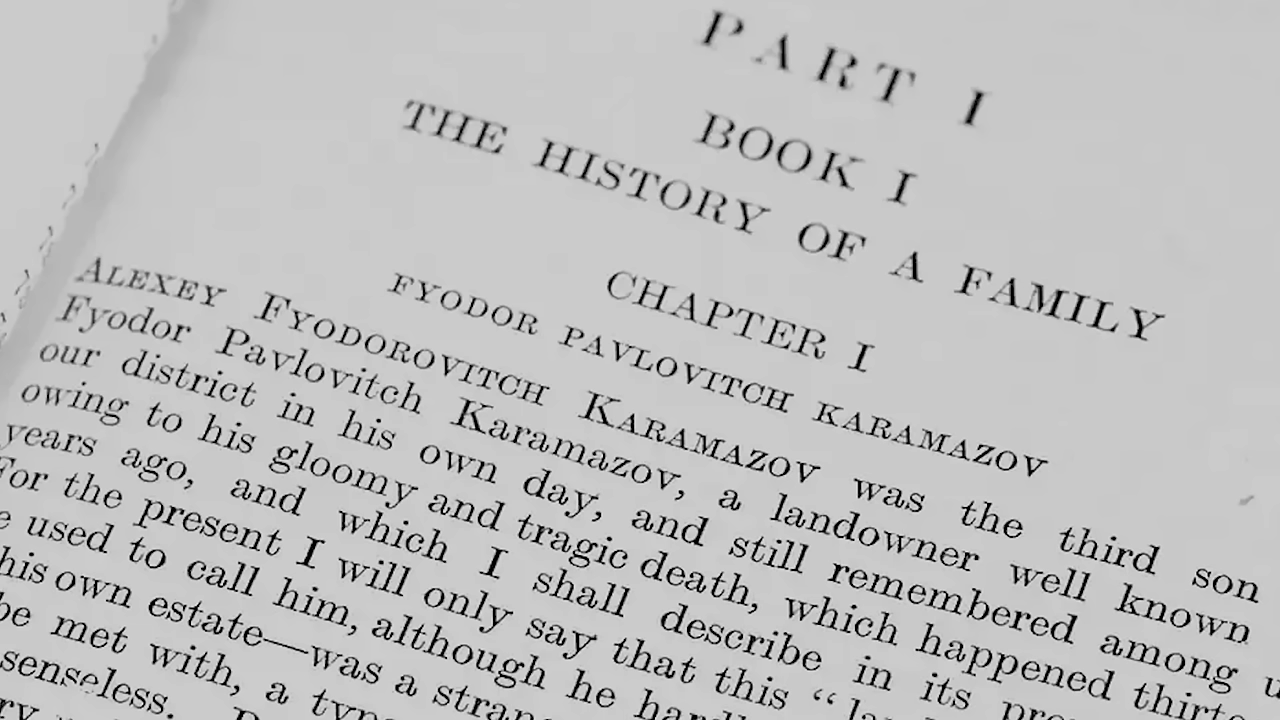 PART I
BOOK I
THE HISTORY OF A FAMILY
CHAPTER I
FYODOR PAVLOVITCH KARAMAZOV
ALEXEY FYODOROVITCH KARAMAZOV was the third son
Fyodor Pavlovitch Karamazov, a landowner well known
our district in his own day, and still remembered among
owing to his gloomy and tragic death, which happened
years ago, and which I shall describe in its
For the present I will only say that this “
used to call him, although he
his own estate—was a
be met with, a
senseless.